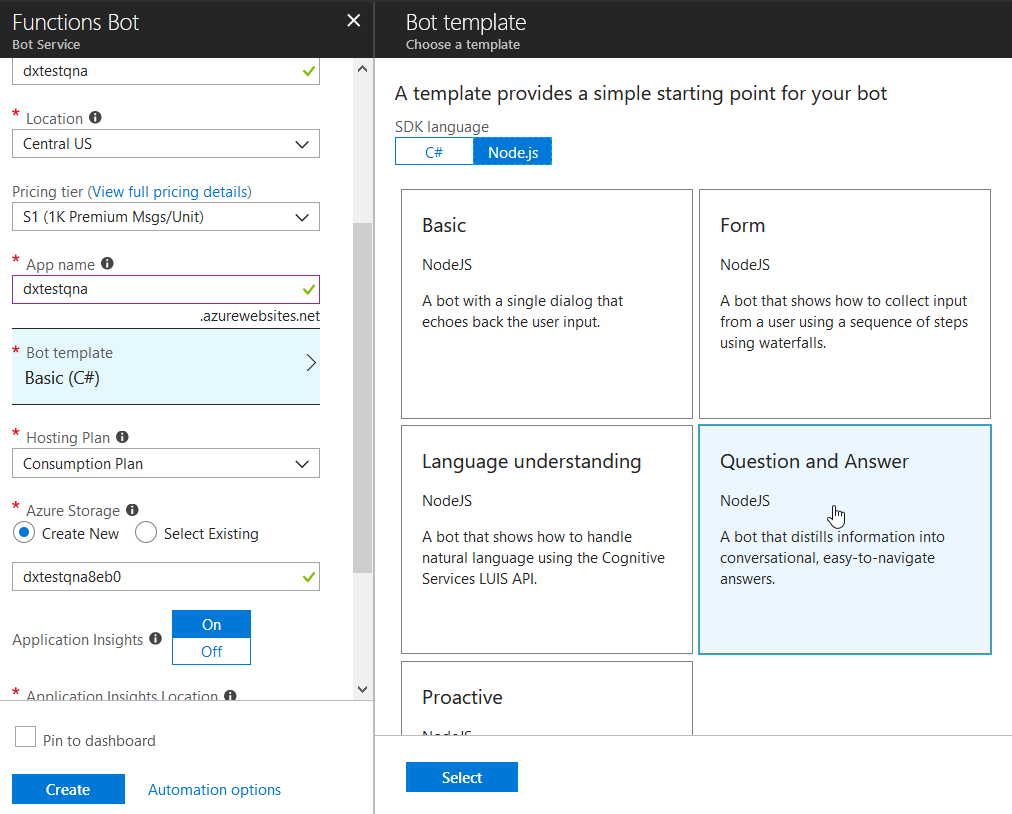 Functions Bot
Bot Service
dxtestqna
* Location
Central US
Pricing tier (View full pricing details)
S1 (1K Premium Msgs/Unit)
* App name
dxtestqna
.azurewebsites.net
* Bot template
Basic (C#)
* Hosting Plan
Consumption Plan
* Azure Storage
Create New
Select Existing
dxtestqna8eb0
Application Insights
On
Off
* Application Insights Location
Pin to dashboard
Create
Automation options
Bot template
Choose a template
A template provides a simple starting point for your bot
SDK language
C#
Node.js
Basic
NodeJS
A bot with a single dialog that
echoes back the user input.
Form
NodeJS
A bot that shows how to collect input
from a user using a sequence of steps
using waterfalls.
Language understanding
NodeJS
A bot that shows how to handle
natural language using the Cognitive
Services LUIS API.
Question and Answer
NodeJS
A bot that distills information into
conversational, easy-to-navigate
answers.
Proactive
NodeJS
Select